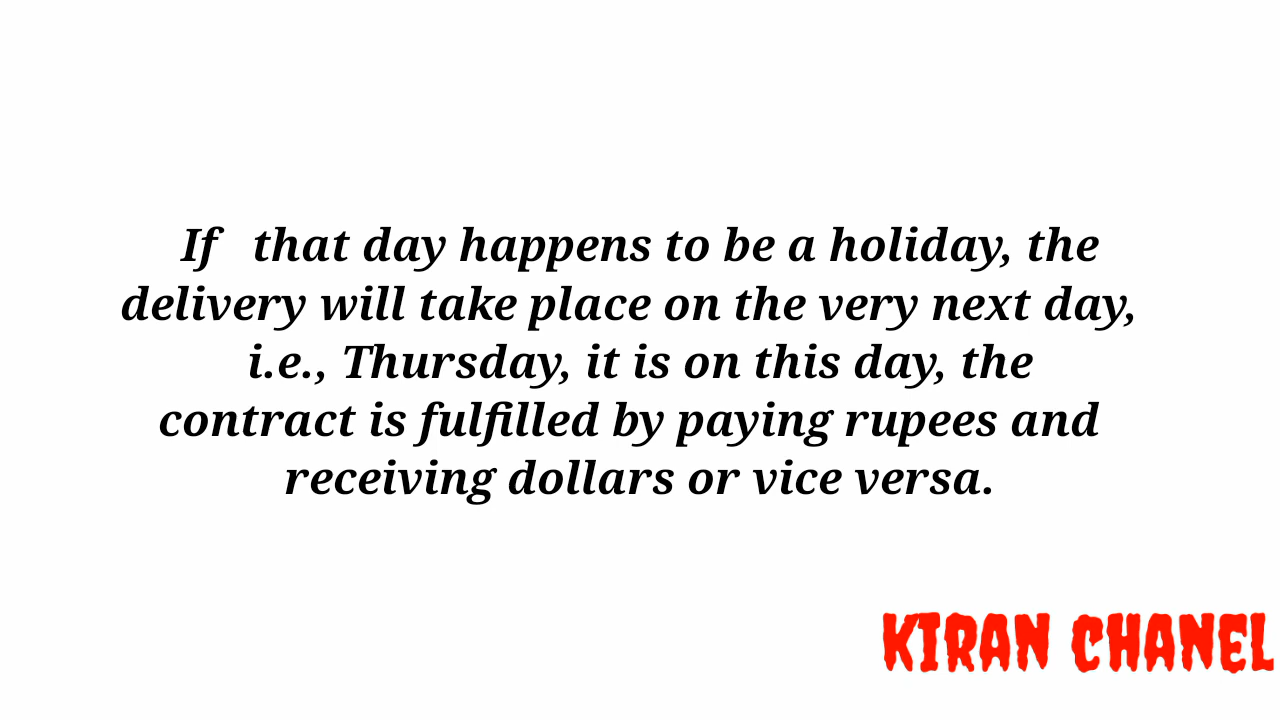 If that day happens to be a holiday, the
delivery will take place on the very next day,
i.e., Thursday, it is on this day, the
contract is fulfilled by paying rupees and
receiving dollars or vice versa.
KIRAN CHANEL